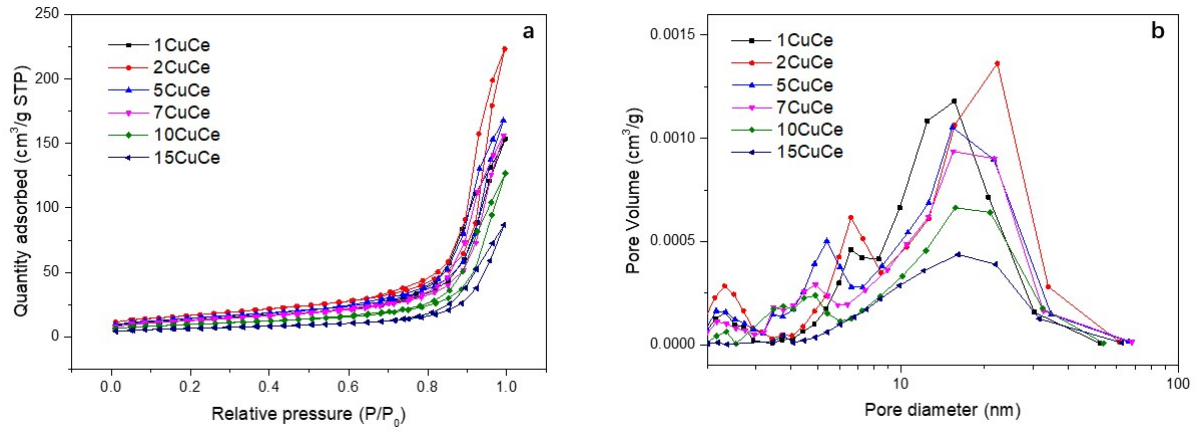 a
250
200
150
100
50
0
Quantity adsorbed (cm³/g STP)
1CuCe
2CuCe
5CuCe
7CuCe
10CuCe
15CuCe
0.0 0.2 0.4 0.6 0.8 1.0
Relative pressure (P/P₀)
b
0.0015
0.0010
0.0005
0.0000
Pore Volume (cm³/g)
1CuCe
2CuCe
5CuCe
7CuCe
10CuCe
15CuCe
10 100
Pore diameter (nm)